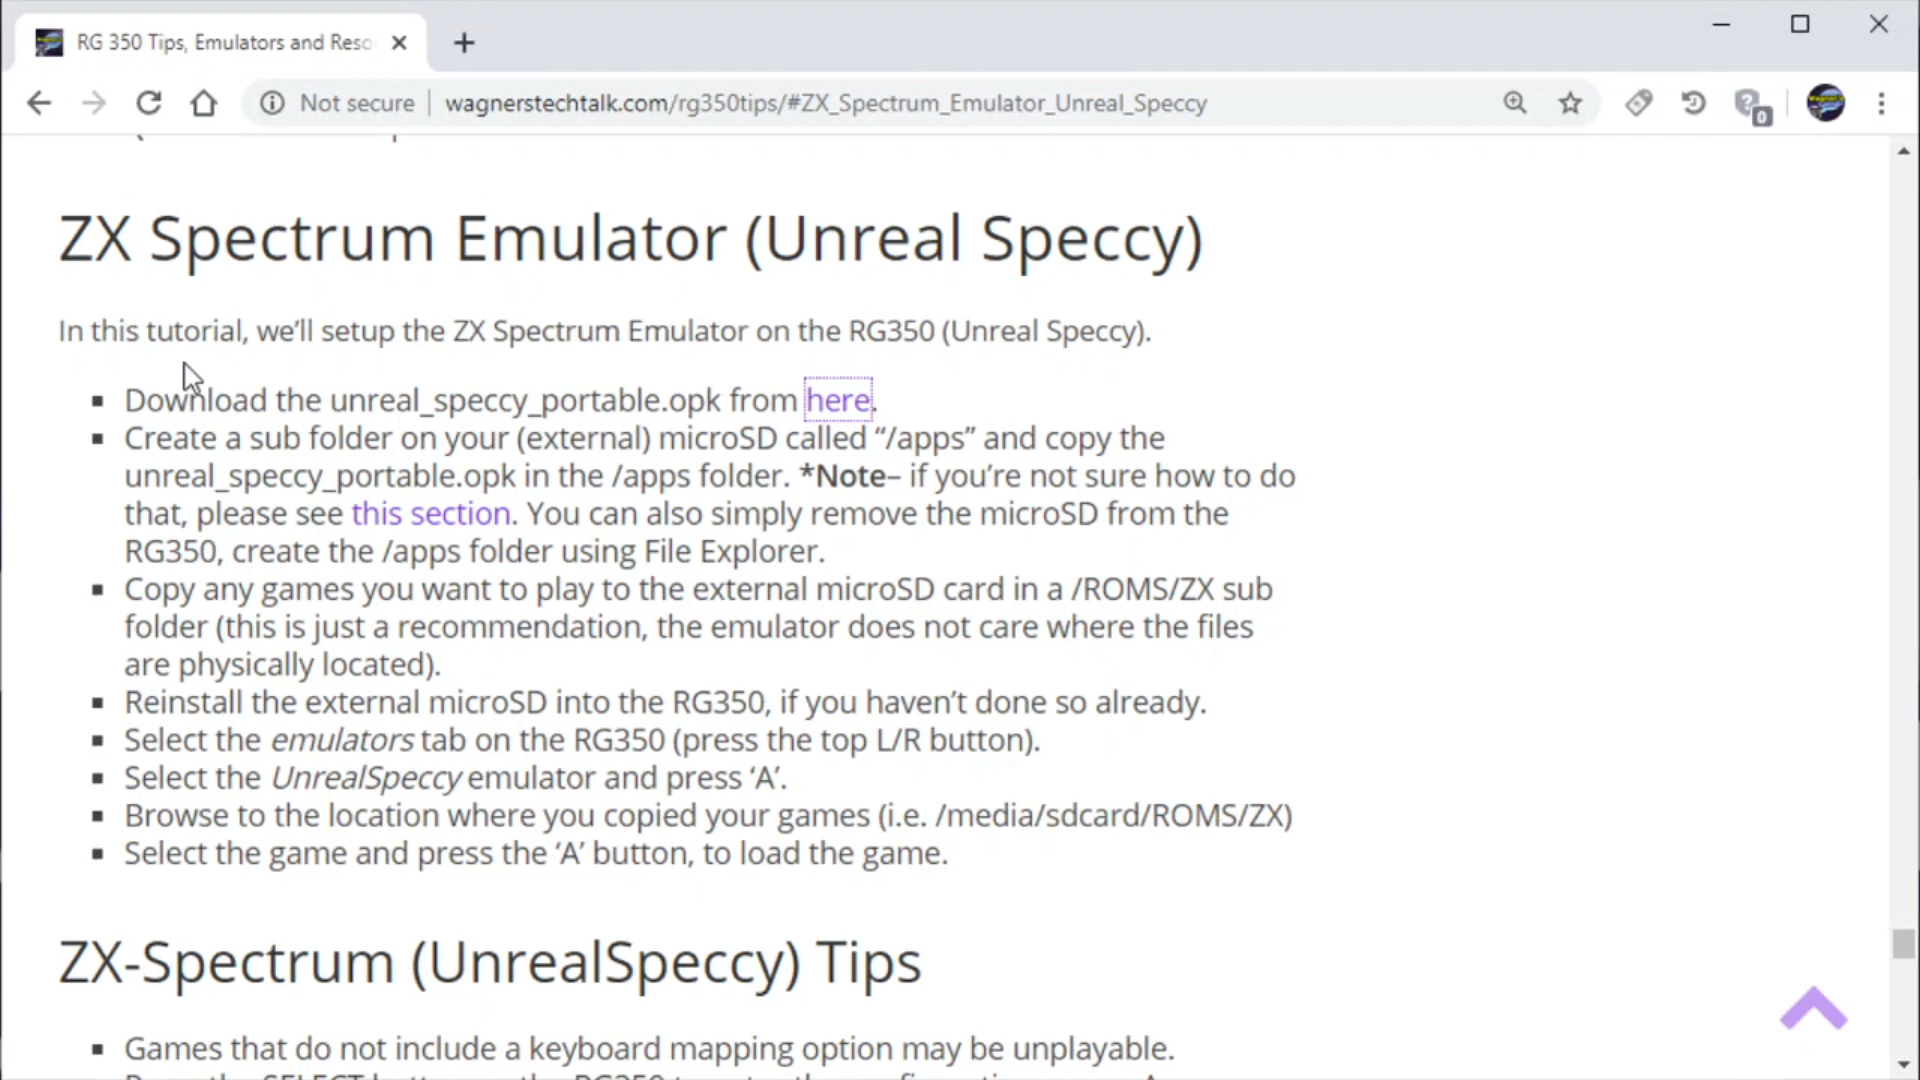 RG 350 Tips, Emulators and Reso
Not secure
wagnerstechtalk.com/rg350tips/#ZX_Spectrum_Emulator_Unreal_Speccy
0
ZX Spectrum Emulator (Unreal Speccy)
In this tutorial, we’ll setup the ZX Spectrum Emulator on the RG350 (Unreal Speccy).
▪ Download the unreal_speccy_portable.opk from here.
▪ Create a sub folder on your (external) microSD called “/apps” and copy the
unreal_speccy_portable.opk in the /apps folder. *Note– if you’re not sure how to do
that, please see this section. You can also simply remove the microSD from the
RG350, create the /apps folder using File Explorer.
▪ Copy any games you want to play to the external microSD card in a /ROMS/ZX sub
folder (this is just a recommendation, the emulator does not care where the files
are physically located).
▪ Reinstall the external microSD into the RG350, if you haven’t done so already.
▪ Select the emulators tab on the RG350 (press the top L/R button).
▪ Select the UnrealSpeccy emulator and press ‘A’.
▪ Browse to the location where you copied your games (i.e. /media/sdcard/ROMS/ZX)
▪ Select the game and press the ‘A’ button, to load the game.
ZX-Spectrum (UnrealSpeccy) Tips
▪ Games that do not include a keyboard mapping option may be unplayable.